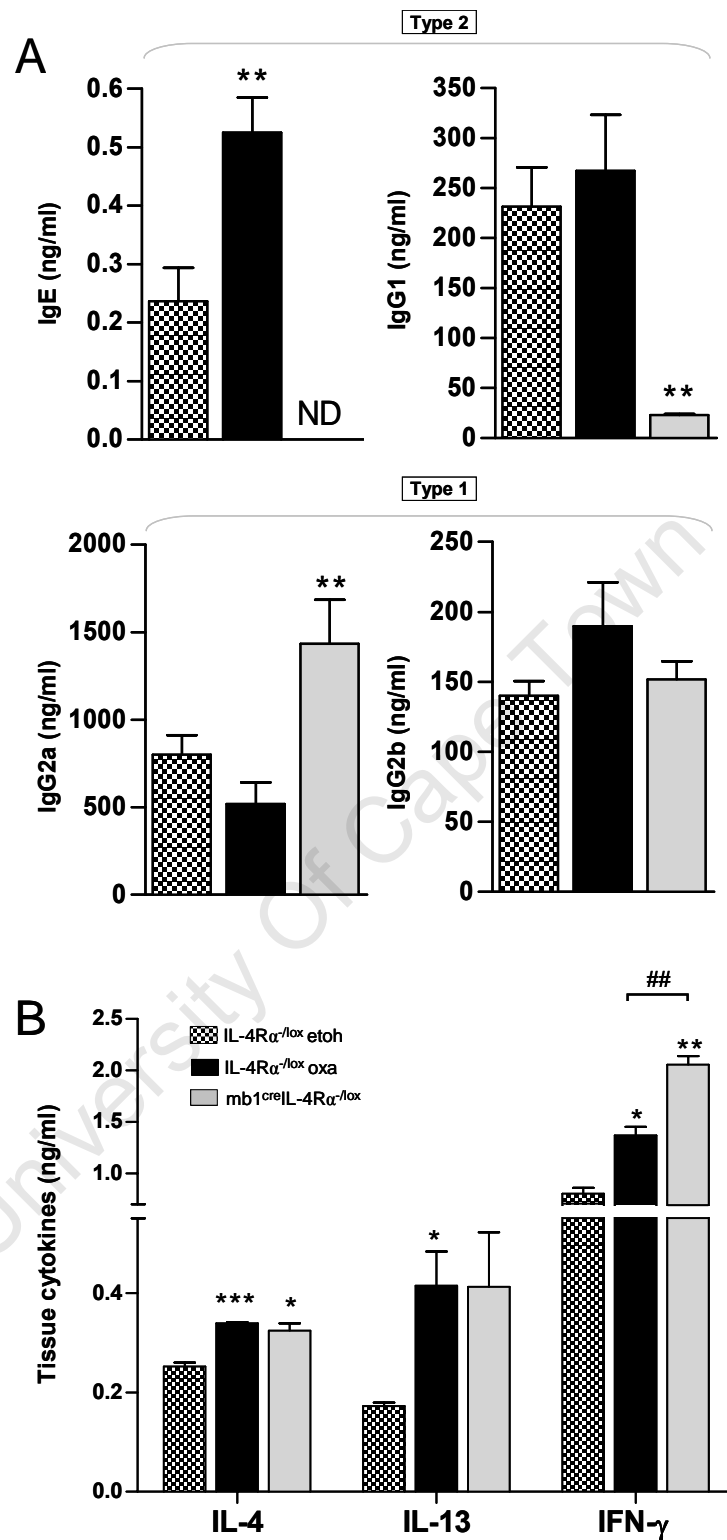 Type 2
A
**
0.6
0.5
0.4
0.3
0.2
0.1
0.0
IgE (ng/ml)
ND
350
300
250
200
150
100
50
0
IgG1 (ng/ml)
**
Type 1
2000
1500
1000
500
0
IgG2a (ng/ml)
**
250
200
150
100
50
0
IgG2b (ng/ml)
University Of Cape Town
B
2.5
2.0
1.5
1.0
0.4
0.2
0.0
Tissue cytokines (ng/ml)
IL-4Rα-/lox etoh
IL-4Rα-/lox oxa
mb1creIL-4Rα-/lox
##
**
*
*
***
*
IL-4
IL-13
IFN-γ